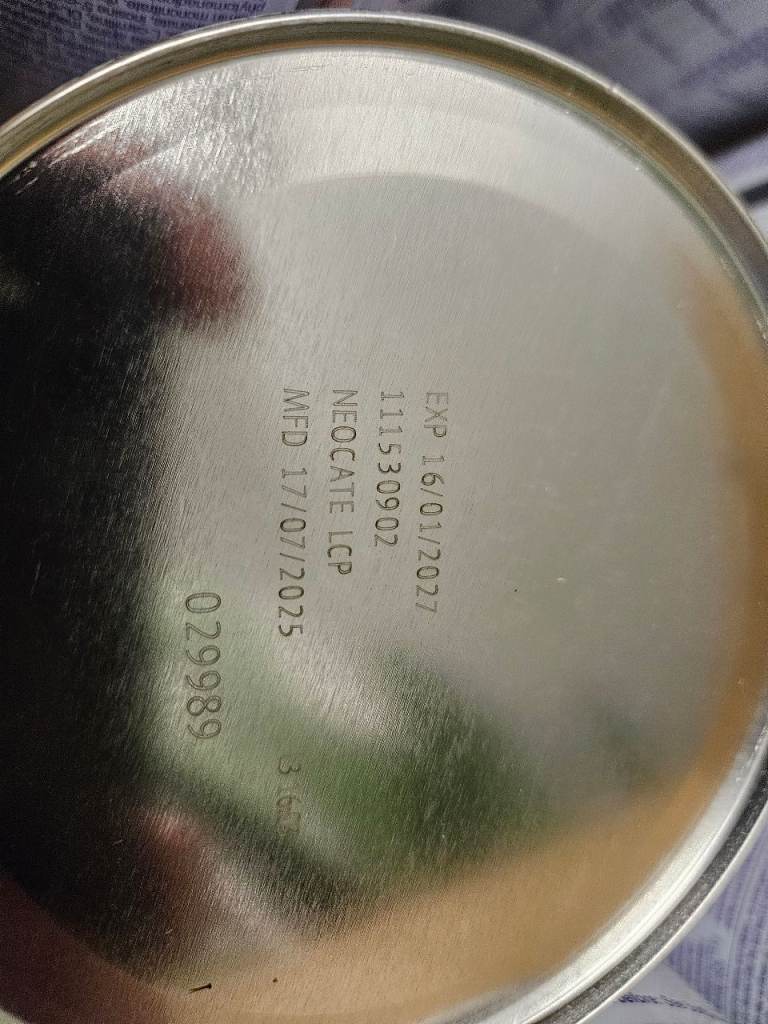 EXP 16/01/2027
111530902
NEOCATE LCP
MFD 17/07/2025
029989